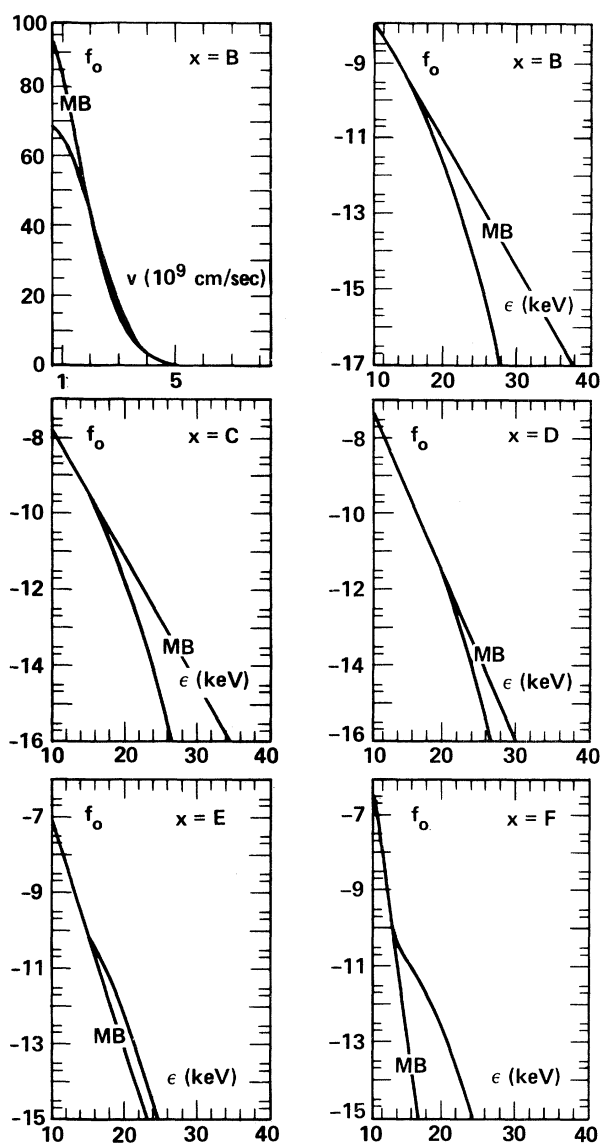 100
80
60
40
20
0
f₀ x = B
MB
v (10⁹ cm/sec)
1 5
-9
-11
-13
-15
-17
f₀ x = B
MB
ϵ (keV)
10 20 30 40
-8
-10
-12
-14
-16
f₀ x = C
MB
ϵ (keV)
10 20 30 40
-8
-10
-12
-14
-16
f₀ x = D
MB
ϵ (keV)
10 20 30 40
-7
-9
-11
-13
-15
f₀ x = E
MB
ϵ (keV)
10 20 30 40
-7
-9
-11
-13
-15
f₀ x = F
MB
ϵ (keV)
10 20 30 40